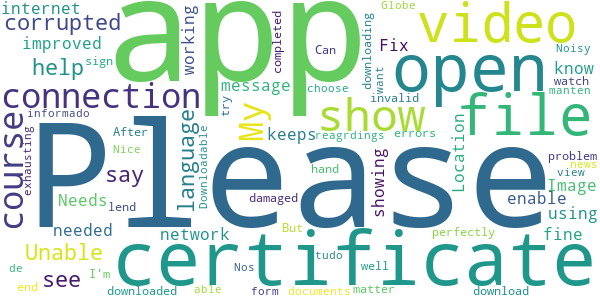 internet
corrupted
improved
help sign
app
working
message
completed
Can
try
choose
Globe
Fix
downloading
want
invalid
video
open
Noisy
know
watch
manten
connection
informado
exhausting
course
Please
After
Nice
say
Needs
lend
needed
language
Downloadable
My
show
keeps
reagrdings
errors
file
Location
hand
showing
damaged
But
perfectly
problem
view news
Image
enable
using
fine
network
Unable
see
certificate
de
end
I'm
downloaded
able
Nos
form
tudo
documents
well
matter
download